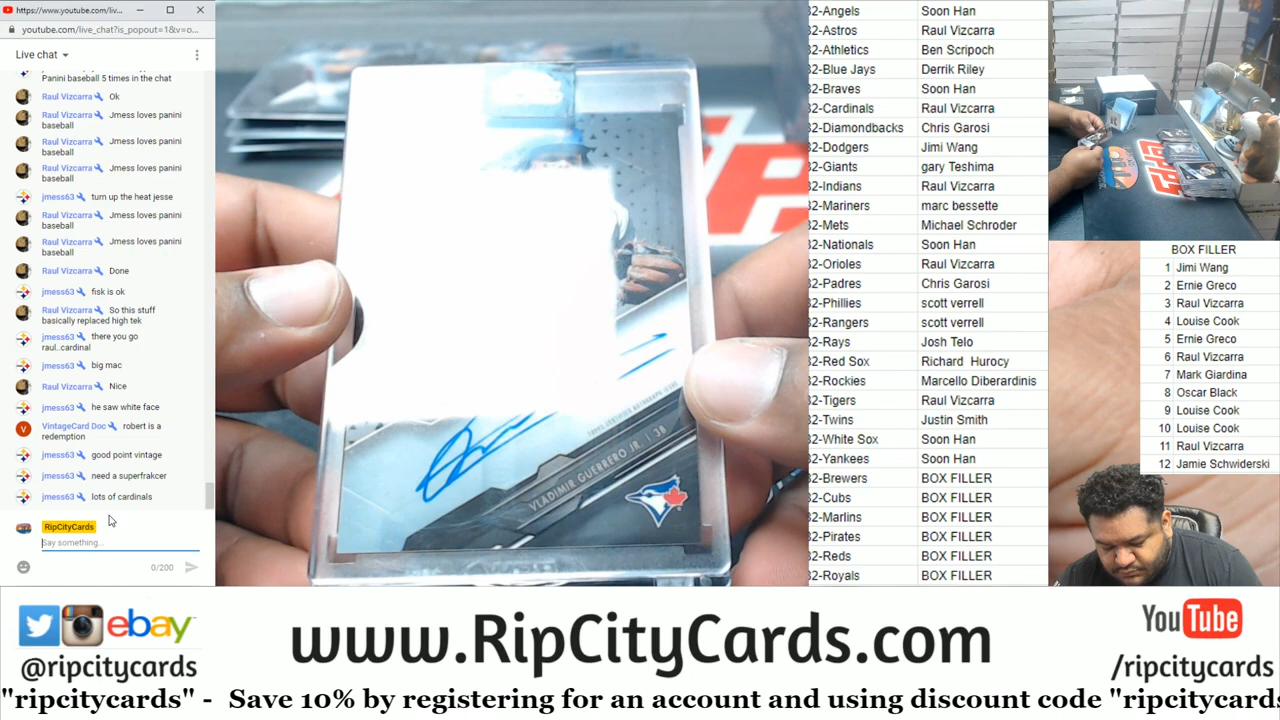 https://www.youtube.com/liv...
youtube.com/live_chat?is_popout=1&v=o...
Live chat
Panini baseball 5 times in the chat
Raul Vizcarra Ok
Raul Vizcarra Jmess loves panini
baseball
Raul Vizcarra Jmess loves panini
baseball
Raul Vizcarra Jmess loves panini
baseball
jmess63 turn up the heat jesse
Raul Vizcarra Jmess loves panini
baseball
Raul Vizcarra Jmess loves panini
baseball
Raul Vizcarra Done
jmess63 fisk is ok
Raul Vizcarra So this stuff
basically replaced high tek
jmess63 there you go
raul..cardinal
jmess63 big mac
Raul Vizcarra Nice
jmess63 he saw white face
V VintageCard Doc robert is a
redemption
jmess63 good point vintage
jmess63 need a superfrakcer
jmess63 lots of cardinals
RipCityCards
Say something...
0/200
VLADIMIR GUERRERO JR. | 3B
32-Angels Soon Han
32-Astros Raul Vizcarra
32-Athletics Ben Scripoch
32-Blue Jays Derrik Riley
32-Braves Soon Han
32-Cardinals Raul Vizcarra
32-Diamondbacks Chris Garosi
32-Dodgers Jimi Wang
32-Giants gary Teshima
32-Indians Raul Vizcarra
32-Mariners marc bessette
32-Mets Michael Schroder
32-Nationals Soon Han
32-Orioles Raul Vizcarra
32-Padres Chris Garosi
32-Phillies scott verrell
32-Rangers scott verrell
32-Rays Josh Telo
32-Red Sox Richard Hurocy
32-Rockies Marcello Diberardinis
32-Tigers Raul Vizcarra
32-Twins Justin Smith
32-White Sox Soon Han
32-Yankees Soon Han
32-Brewers BOX FILLER
32-Cubs BOX FILLER
32-Marlins BOX FILLER
32-Pirates BOX FILLER
32-Reds BOX FILLER
32-Royals BOX FILLER
BOX FILLER
1 Jimi Wang
2 Ernie Greco
3 Raul Vizcarra
4 Louise Cook
5 Ernie Greco
6 Raul Vizcarra
7 Mark Giardina
8 Oscar Black
9 Louise Cook
10 Louise Cook
11 Raul Vizcarra
12 Jamie Schwiderski
ebay
@ripcitycards
www.RipCityCards.com
YouTube
/ripcitycards
"ripcitycards" - Save 10% by registering for an account and using discount code "ripcitycards